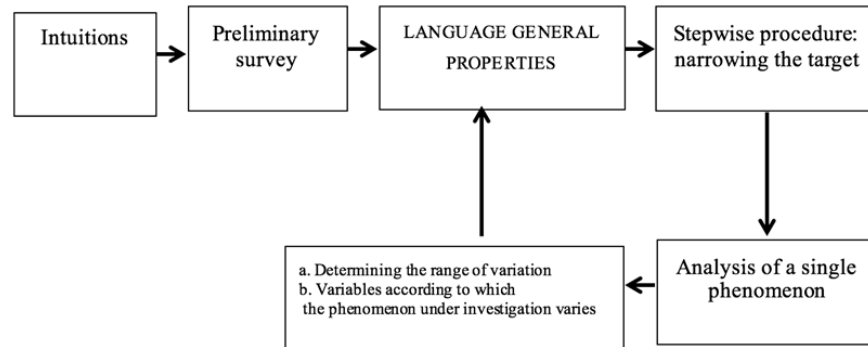 Intuitions
Preliminary
survey
LANGUAGE GENERAL
PROPERTIES
Stepwise procedure:
narrowing the target
a. Determining the range of variation
b. Variables according to which
the phenomenon under investigation varies
Analysis of a single
phenomenon